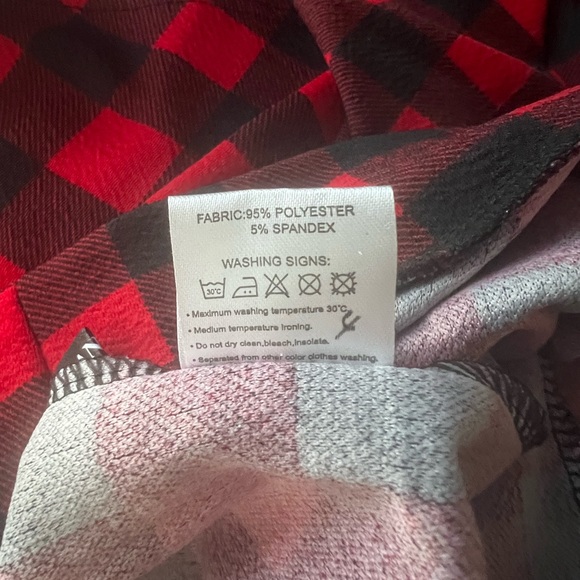 FABRIC:95% POLYESTER
5% SPANDEX
WASHING SIGNS:
30°C
• Maximum washing temperature 30°C.
• Medium temperature ironing.
• Do not dry clean,bleach,insolate.
• Separated from other color clothes washing.